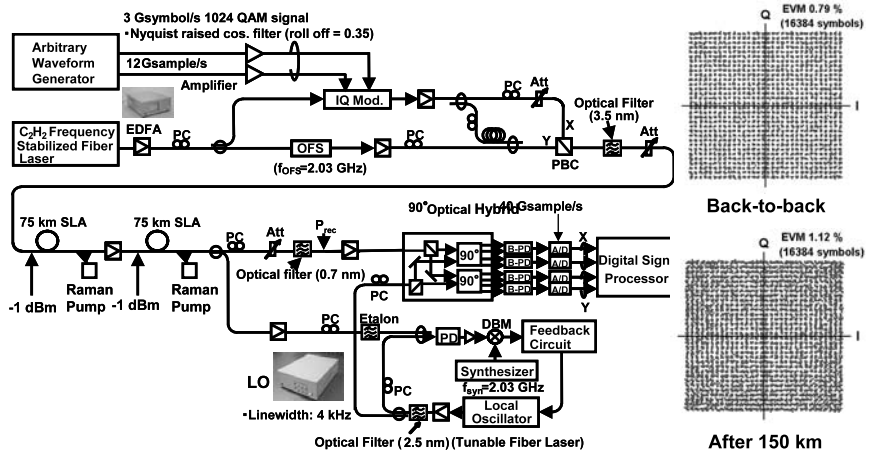 3 Gsymbol/s 1024 QAM signal
•Nyquist raised cos. filter (roll off = 0.35)
Arbitrary
Waveform
Generator
12Gsample/s
Amplifier
IQ Mod.
PC
Att
Optical Filter
(3.5 nm)
Att
C2H2 Frequency
Stabilized Fiber
Laser
EDFA
PC
OFS
(fOFS=2.03 GHz)
PC
X
Y
PBC
EVM 0.79 %
(16384 symbols)
Q
I
Back-to-back
75 km SLA
75 km SLA
-1 dBm
Raman
Pump
-1 dBm
Raman
Pump
PC
Att
Prec
Optical filter (0.7 nm)
90°Optical Hybrid
40 Gsample/s
PC
90°
90°
B-PD
B-PD
B-PD
B-PD
A/D
A/D
A/D
A/D
X
Y
Digital Sign
Processor
PC
Etalon
PD
DBM
Feedback
Circuit
Synthesizer
fsyn=2.03 GHz
LO
-Linewidth: 4 kHz
PC
Local
Oscillator
Optical Filter (2.5 nm)
(Tunable Fiber Laser)
EVM 1.12 %
(16384 symbols)
Q
I
After 150 km